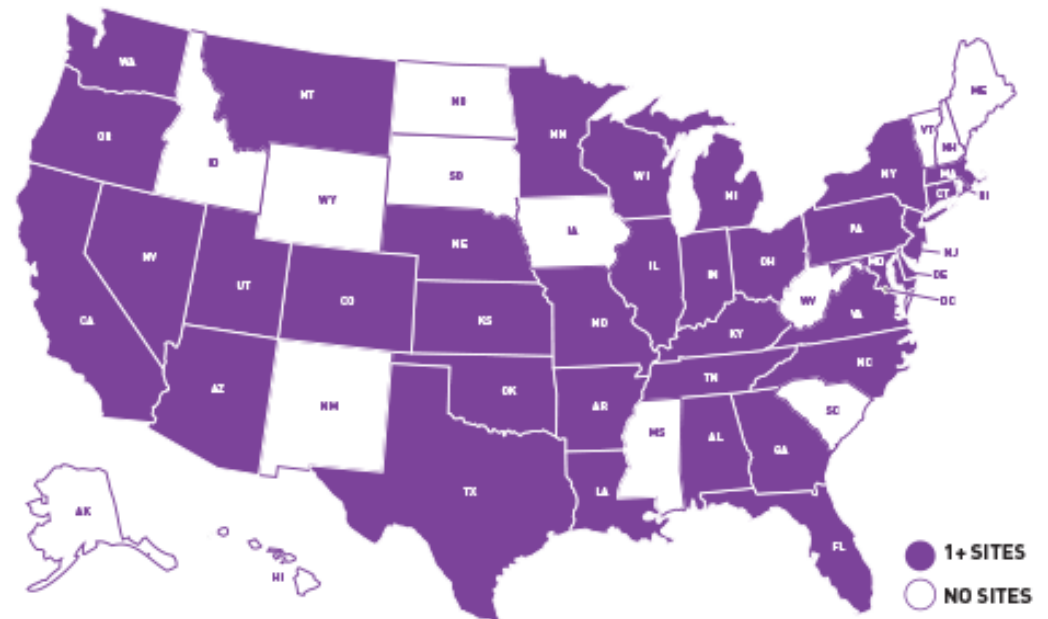 WA
MT
ND
MN
ME
OR
ID
SD
WI
VT
NH
NY
MA
WY
MI
CT
RI
NE
IA
PA
NV
UT
CO
IL
IN
OH
MD
NJ
DE
DC
CA
KS
MO
KY
WV
VA
AZ
NM
OK
AR
TN
NC
MS
AL
GA
SC
TX
LA
AK
HI
FL
1+ SITES
NO SITES